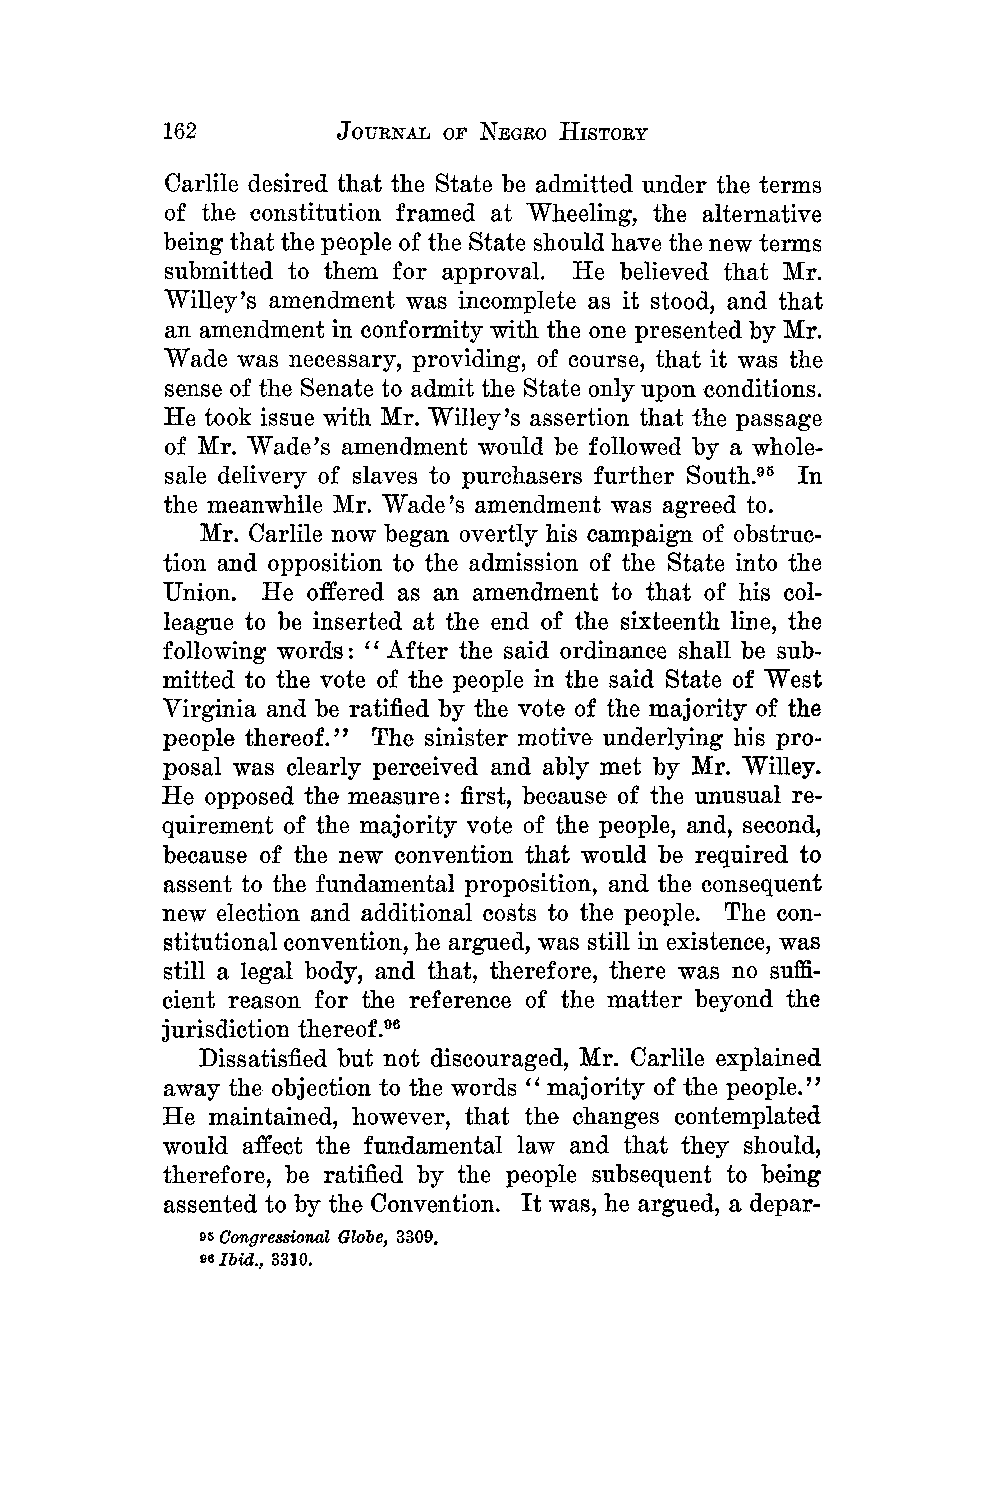 162 JOURNAL OF NEGRO HISTORY
Carlile desired that the State be admitted under the terms
of the constitution framed at Wheeling, the alternative
being that the people of the State should have the new terms
submitted to them for approval. He believed that Mr.
Willey's amendment was incomplete as it stood, and that
an amendment in conformity with the one presented by Mr.
Wade was necessary, providing, of course, that it was the
sense of the Senate to admit the State only upon conditions.
He took issue with Mr. Willey's assertion that the passage
of Mr. Wade's amendment would be followed by a whole-
sale delivery of slaves to purchasers further South.⁹⁵ In
the meanwhile Mr. Wade's amendment was agreed to.
Mr. Carlile now began overtly his campaign of obstruc-
tion and opposition to the admission of the State into the
Union. He offered as an amendment to that of his col-
league to be inserted at the end of the sixteenth line, the
following words: "After the said ordinance shall be sub-
mitted to the vote of the people in the said State of West
Virginia and be ratified by the vote of the majority of the
people thereof." The sinister motive underlying his pro-
posal was clearly perceived and ably met by Mr. Willey.
He opposed the measure: first, because of the unusual re-
quirement of the majority vote of the people, and, second,
because of the new convention that would be required to
assent to the fundamental proposition, and the consequent
new election and additional costs to the people. The con-
stitutional convention, he argued, was still in existence, was
still a legal body, and that, therefore, there was no suffi-
cient reason for the reference of the matter beyond the
jurisdiction thereof.⁹⁶
Dissatisfied but not discouraged, Mr. Carlile explained
away the objection to the words "majority of the people."
He maintained, however, that the changes contemplated
would affect the fundamental law and that they should,
therefore, be ratified by the people subsequent to being
assented to by the Convention. It was, he argued, a depar-
⁹⁵ Congressional Globe, 3309.
⁹⁶ Ibid., 3310.